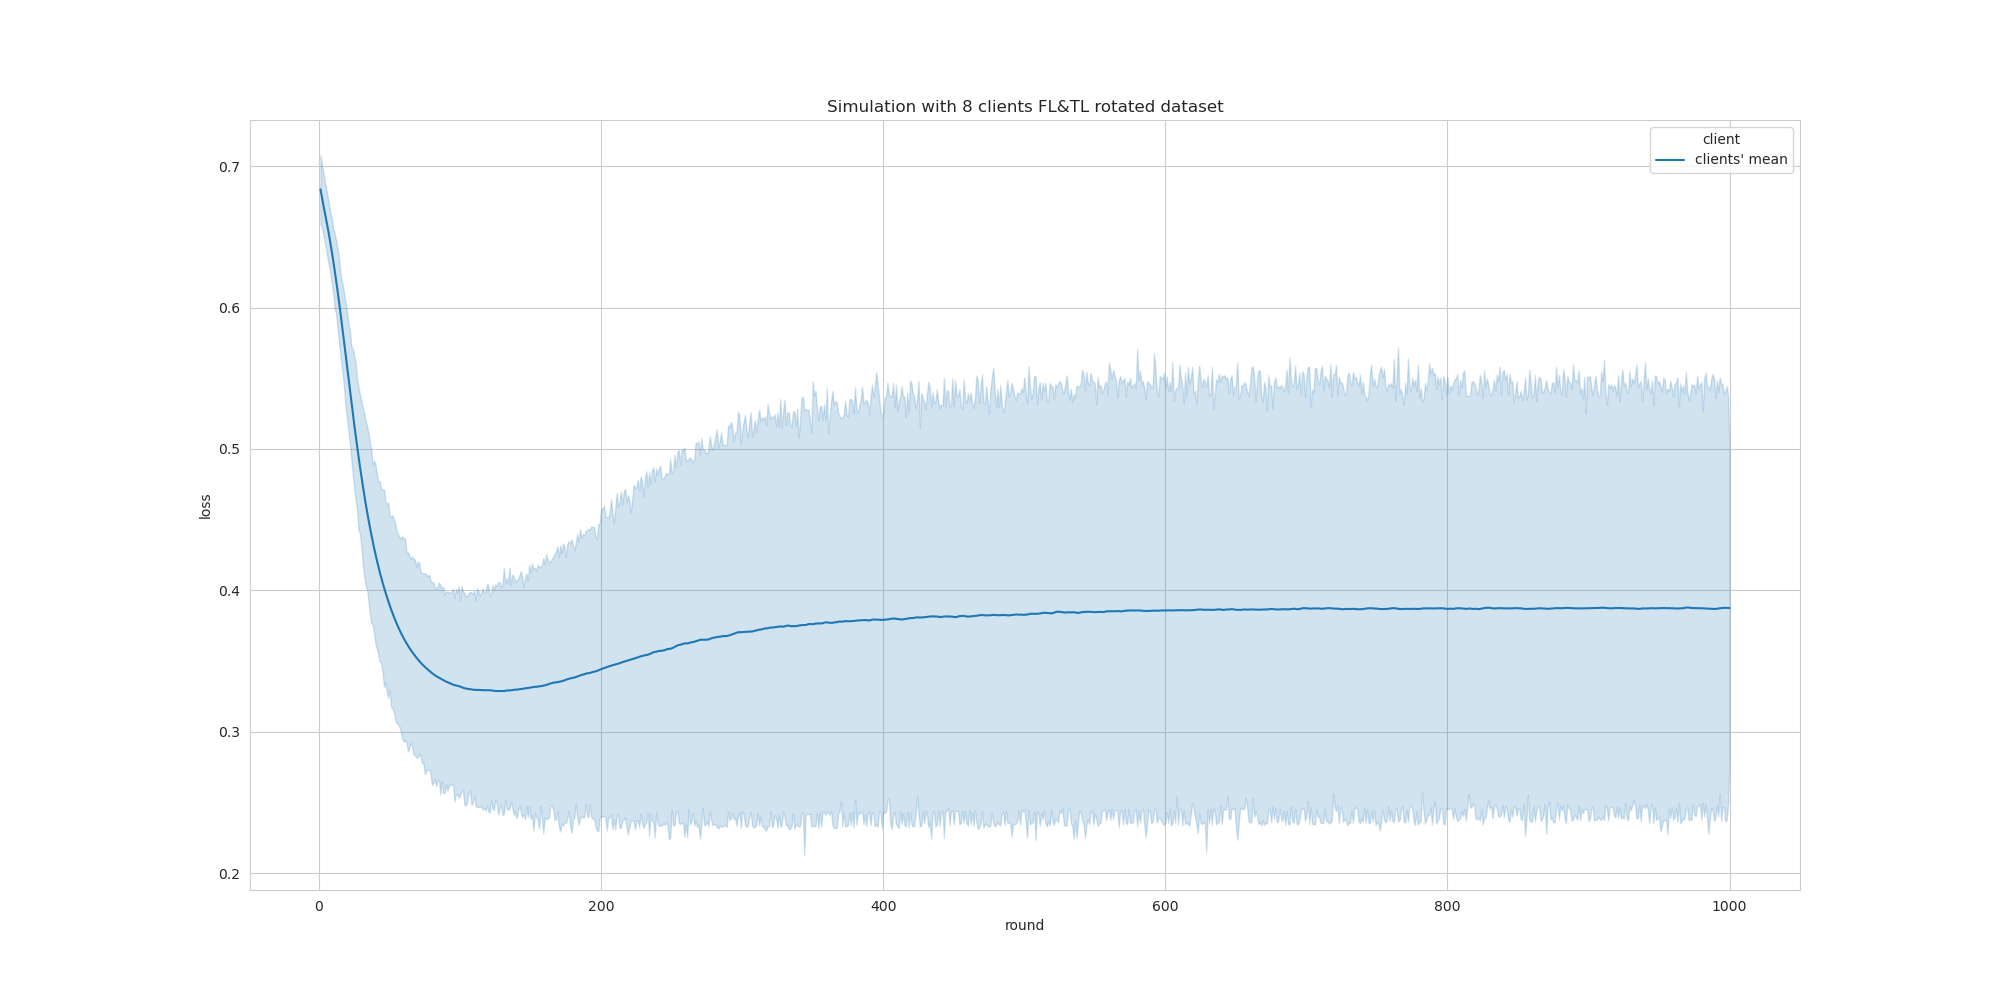 Simulation with 8 clients FL&TL rotated dataset
client
clients' mean
0.7
0.6
0.5
0.4
0.3
0.2
loss
0 200 400 600 800 1000
round